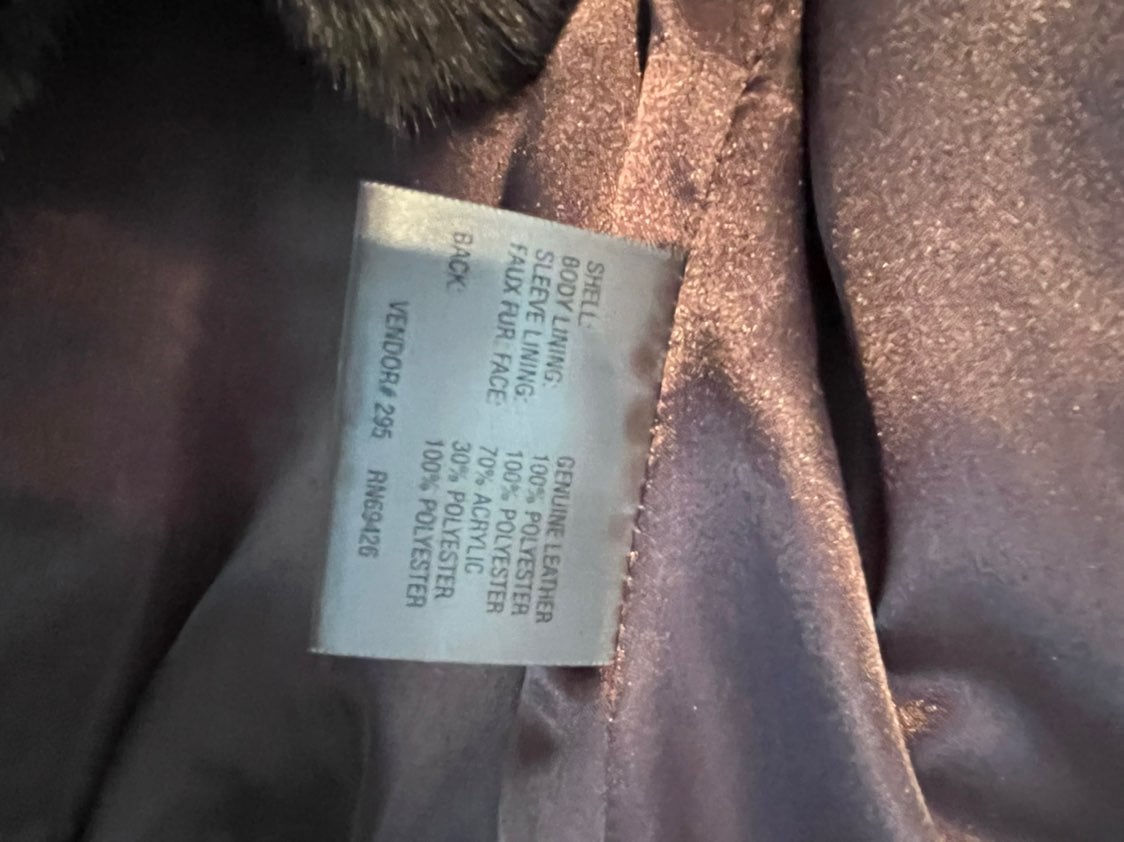 SHELL: GENUINE LEATHER
BODY LINING: 100% POLYESTER
SLEEVE LINING: 100% POLYESTER
FAUX FUR: FACE: 70% ACRYLIC
30% POLYESTER
BACK: 100% POLYESTER
VENDOR# 295 RN69426